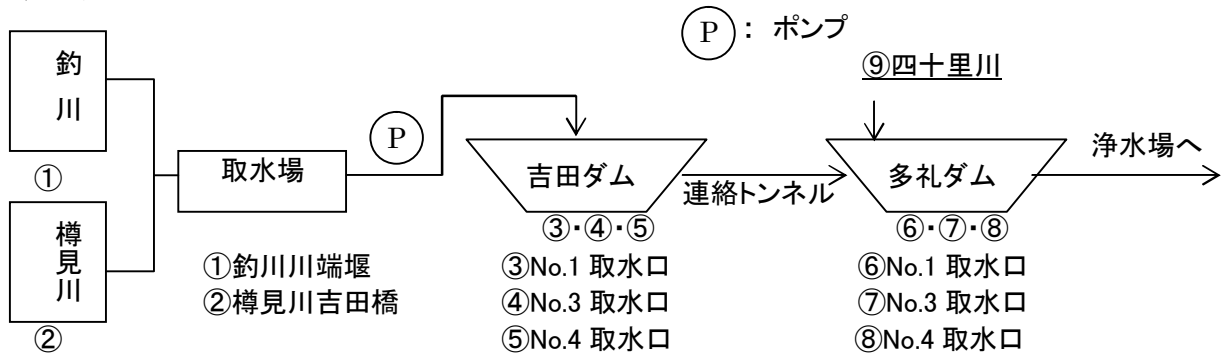 Ｐ ： ポンプ
⑨四十里川
釣川
①
樽見川
②
取水場
Ｐ
吉田ダム
③・④・⑤
連絡トンネル
多礼ダム
⑥・⑦・⑧
浄水場へ
①釣川川端堰
②樽見川吉田橋
③No.1 取水口
④No.3 取水口
⑤No.4 取水口
⑥No.1 取水口
⑦No.3 取水口
⑧No.4 取水口